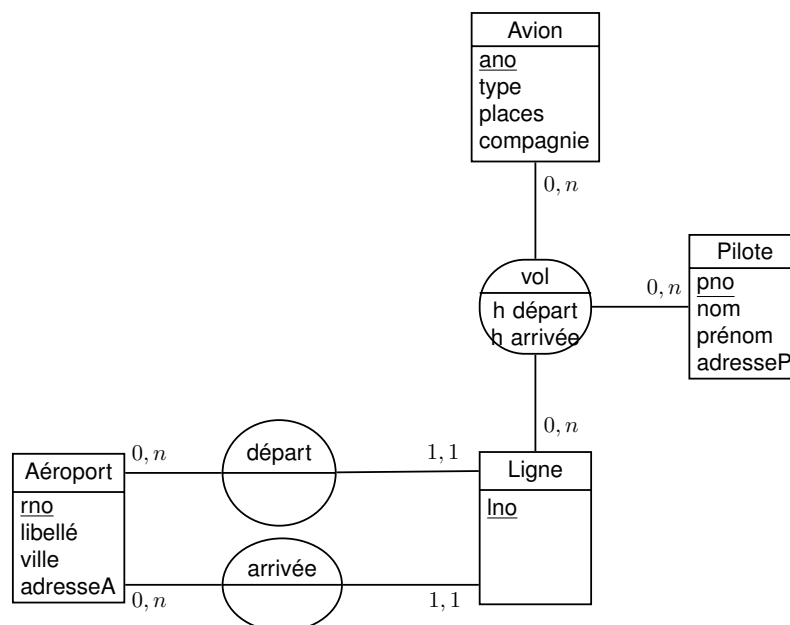 Avion
ano
type
places
compagnie
0, n
vol
h départ
h arrivée
0, n
Pilote
pno
nom
prénom
adresseP
0, n
Aéroport
rno
libellé
ville
adresseA
0, n
départ
1, 1
Ligne
lno
0, n
arrivée
1, 1